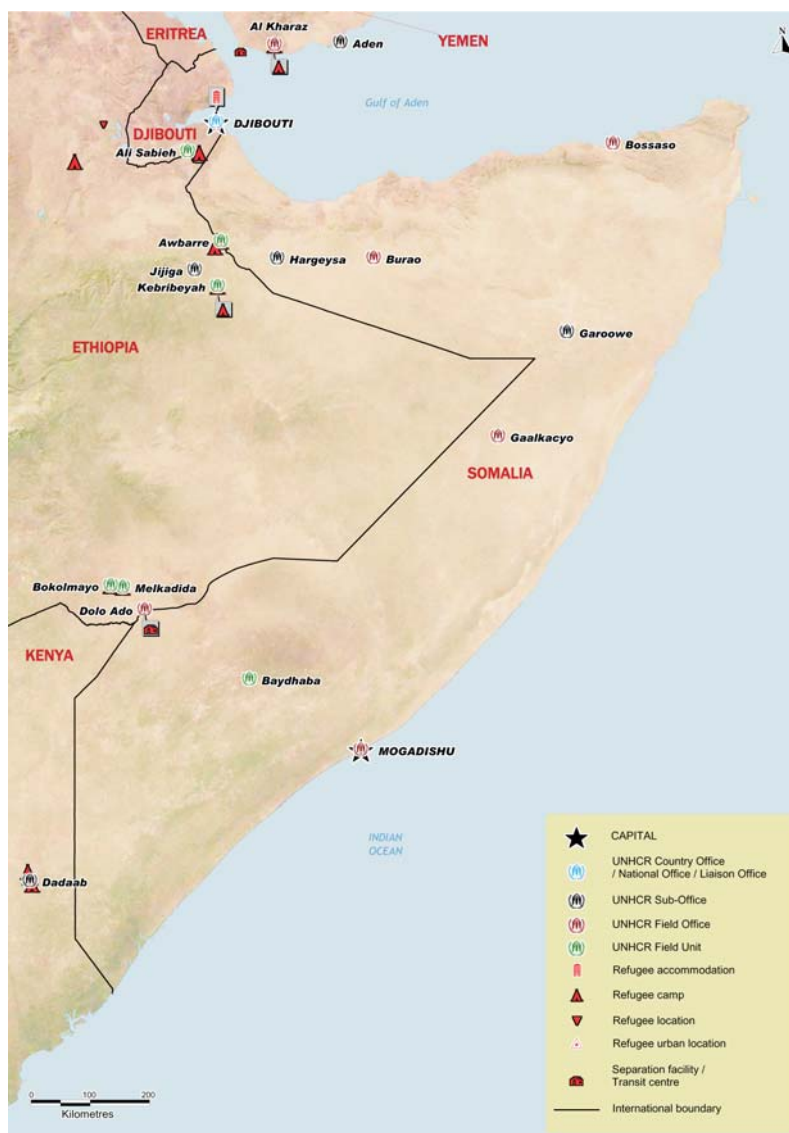 Al Kharaz
ERITREA
YEMEN
Aden
N
Gulf of Aden
DJIBOUTI
DJIBOUTI
Ali Sabieh
Bossaso
Awbarre
Hargeysa
Burao
Jijiga
Kebribeyah
Garoowe
ETHIOPIA
Gaalkacyo
SOMALIA
Bokolmayo
Melkadida
Dolo Ado
KENYA
Baydhaba
MOGADISHU
INDIAN
OCEAN
Dadaab
CAPITAL
UNHCR Country Office
/ National Office / Liaison Office
UNHCR Sub-Office
UNHCR Field Office
UNHCR Field Unit
Refugee accommodation
Refugee camp
Refugee location
Refugee urban location
Separation facility /
Transit centre
International boundary
0 100 200
Kilometres